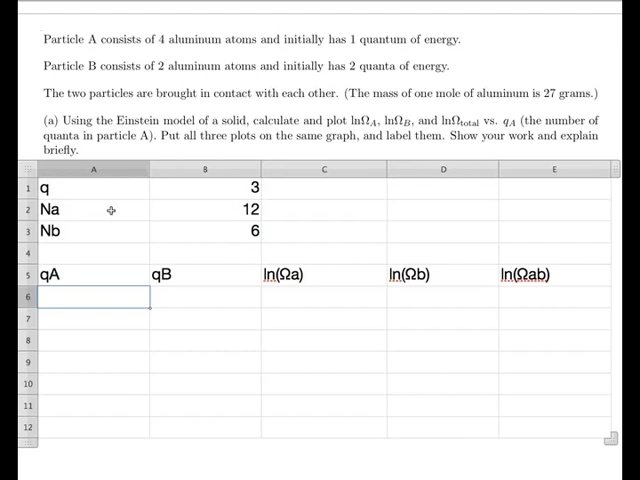 Particle A consists of 4 aluminum atoms and initially has 1 quantum of energy.
Particle B consists of 2 aluminum atoms and initially has 2 quanta of energy.
The two particles are brought in contact with each other. (The mass of one mole of aluminum is 27 grams.)
(a) Using the Einstein model of a solid, calculate and plot lnΩA, lnΩB, and lnΩtotal vs. qA (the number of
quanta in particle A). Put all three plots on the same graph, and label them. Show your work and explain
briefly.
A B C D E
1 q 3
2 Na 12
3 Nb 6
4
5 qA qB ln(Ωa) ln(Ωb) ln(Ωab)
6
7
8
9
10
11
12